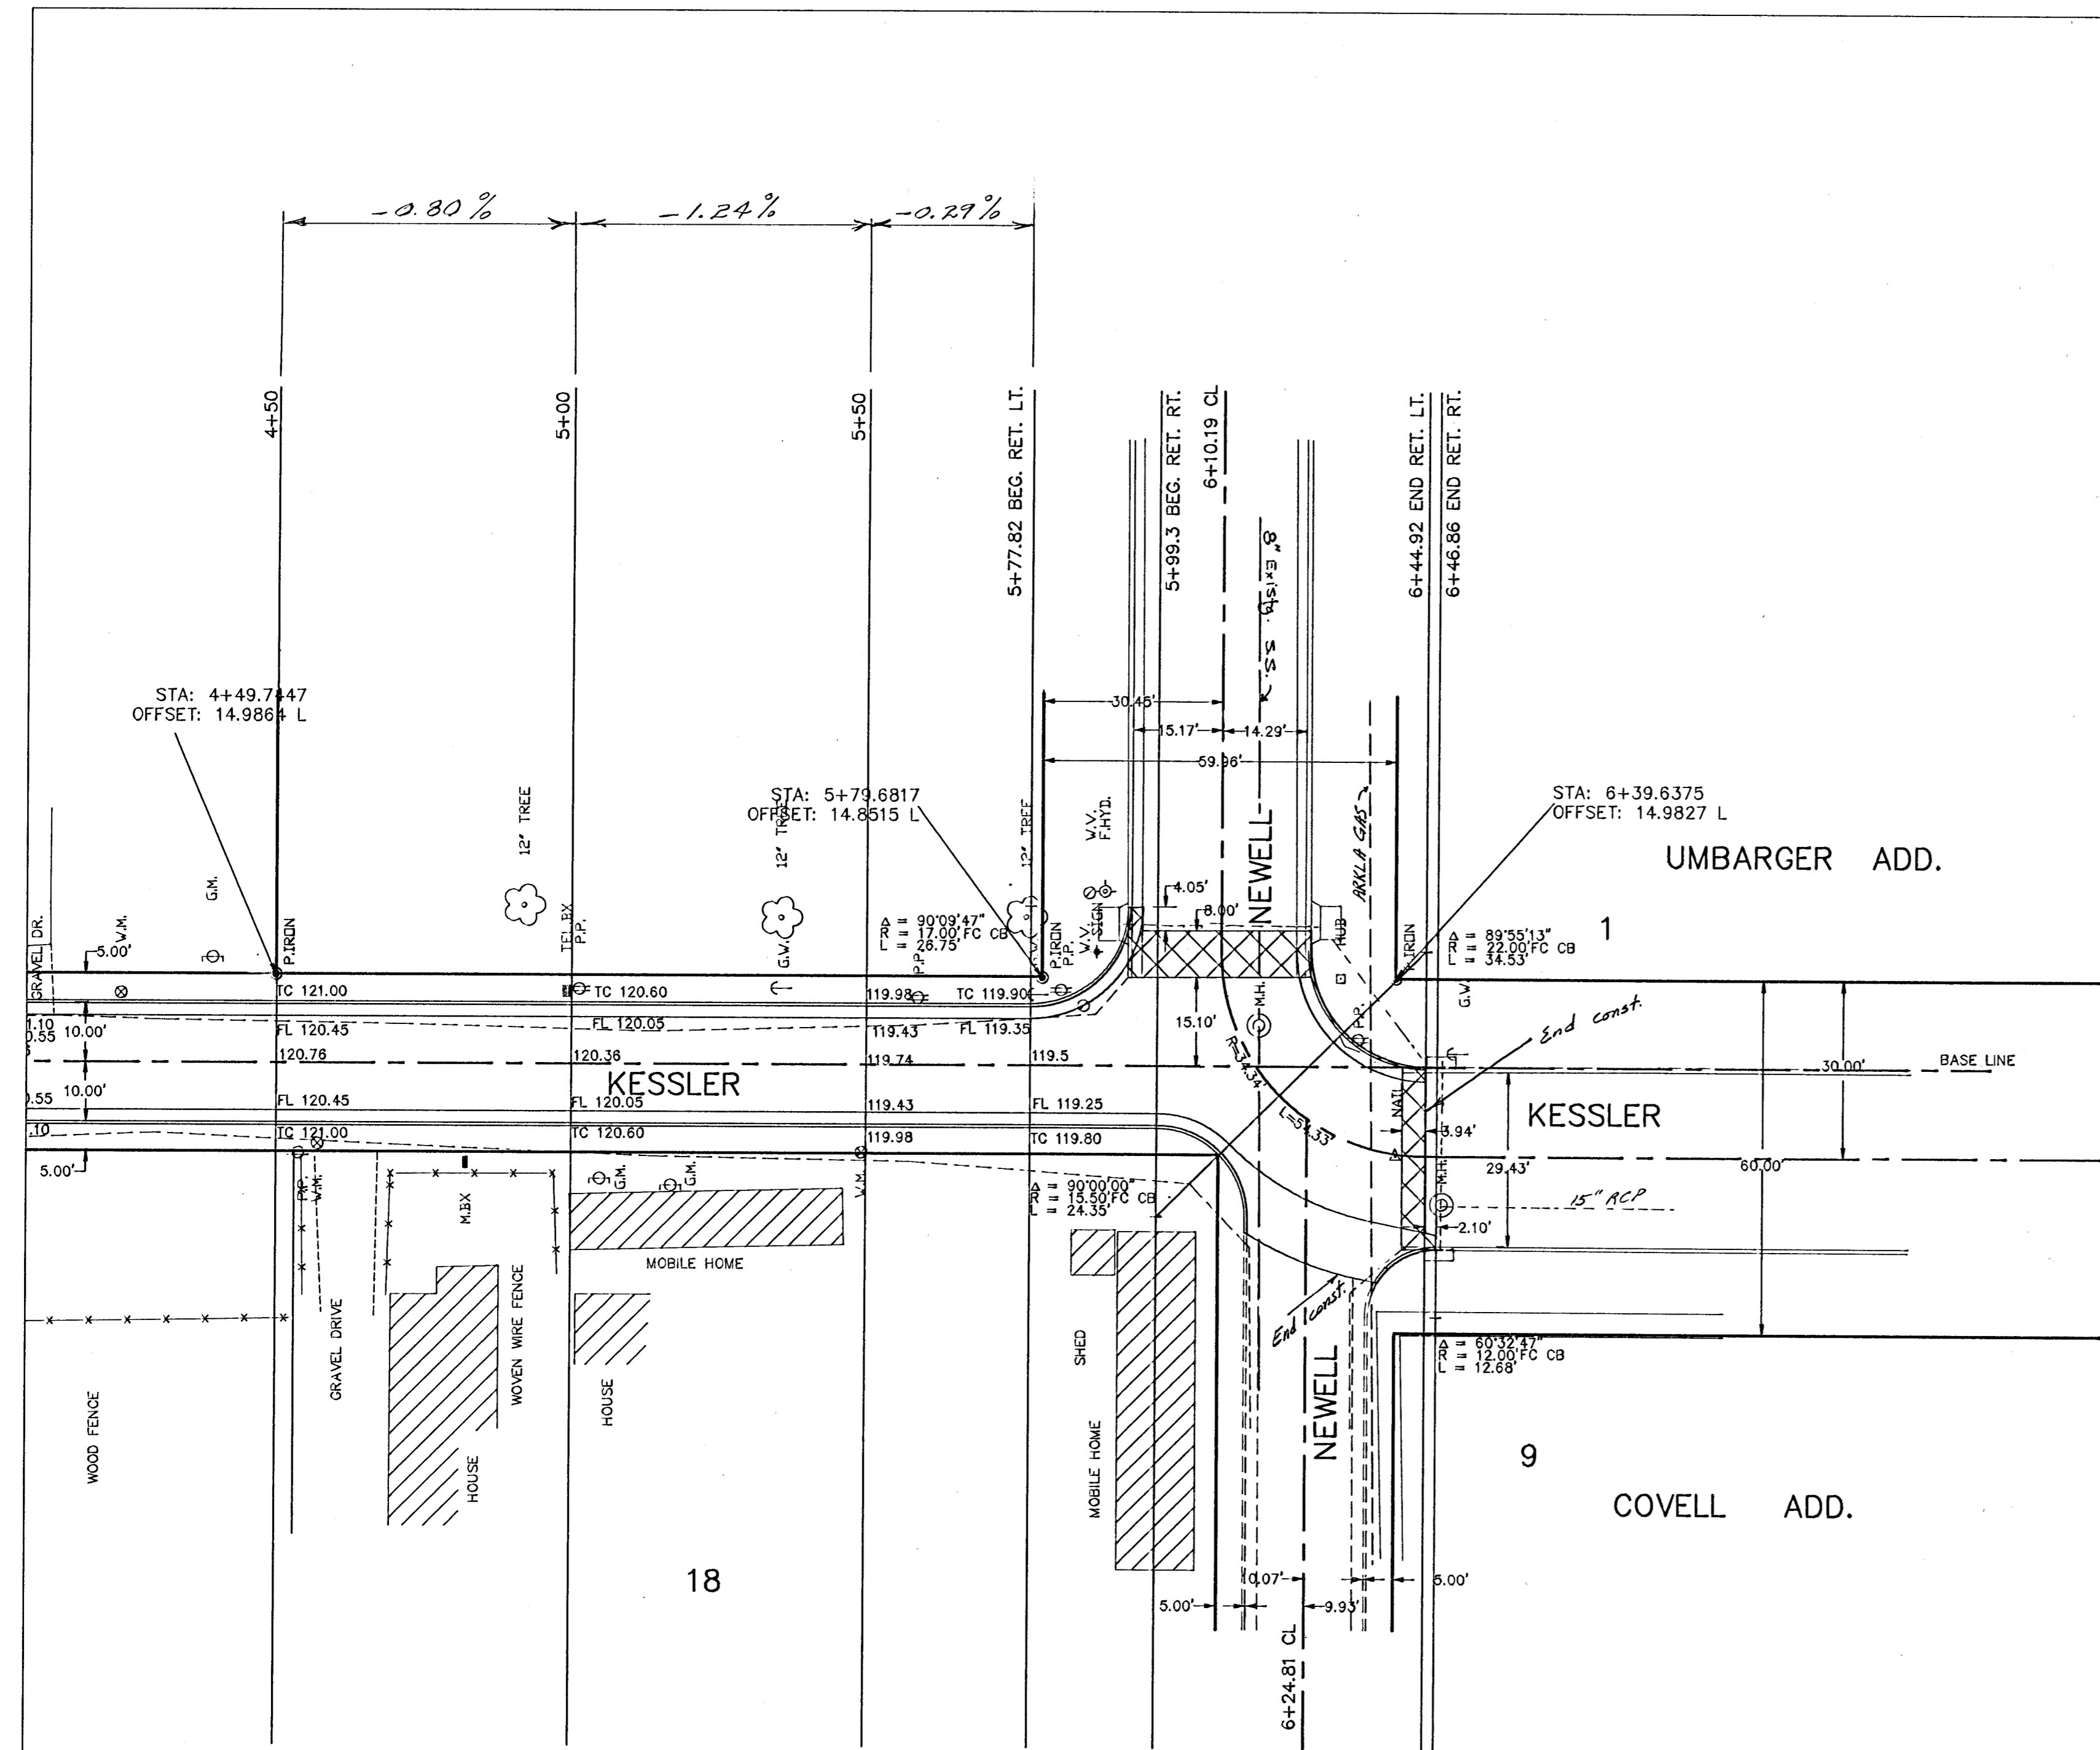 -0.80%
-1.24%
-0.29%
4+50
5+00
5+50
5+77.82 BEG. RET. LT.
5+99.3 BEG. RET. RT.
6+10.19 CL
6+44.92 END RET. LT.
6+46.86 END RET. RT.
8" Existg. S.S.
STA: 4+49.7447
OFFSET: 14.9864 L
30.45'
15.17'
14.29'
59.96'
STA: 5+79.6817
OFFSET: 14.8515 L
STA: 6+39.6375
OFFSET: 14.9827 L
UMBARGER ADD.
12" TREE
12" TREE
12" TREE
W.V.
F.HYD.
NEWELL
ARKLA GAS
G.M.
GRAVEL DR.
W.M.
5.00'
P.IRON
TEL.BX
P.P.
G.W.
P.P.
Δ = 90°09'47"
R = 17.00'FC CB
L = 26.75'
P.IRON
P.P.
W.V.
SIGN
4.05'
8.00'
HUB
Δ = 89°55'13"
R = 22.00'FC CB
L = 34.53'
1
G.W.
TC 121.00
TC 120.60
119.98
TC 119.90
10.00'
FL 120.45
FL 120.05
119.43
FL 119.35
15.10'
M.H.
P.P.
End const.
120.76
120.36
119.74
119.5
KESSLER
R=34.34'
30.00'
BASE LINE
10.00'
FL 120.45
FL 120.05
119.43
FL 119.25
NAIL
KESSLER
TC 121.00
TC 120.60
119.98
TC 119.80
3.94'
5.00'
29.43'
60.00'
P.P.
W.M.
M.BX
G.M.
G.M.
W.M.
Δ = 90°00'00"
R = 15.50'FC CB
L = 24.35'
M.H.
15" RCP
2.10'
MOBILE HOME
End const.
GRAVEL DRIVE
WOVEN WIRE FENCE
HOUSE
SHED
Δ = 60°32'47"
R = 12.00'FC CB
L = 12.68'
WOOD FENCE
HOUSE
MOBILE HOME
NEWELL
9
COVELL ADD.
18
5.00'
9.93'
5.00'
6+24.81 CL